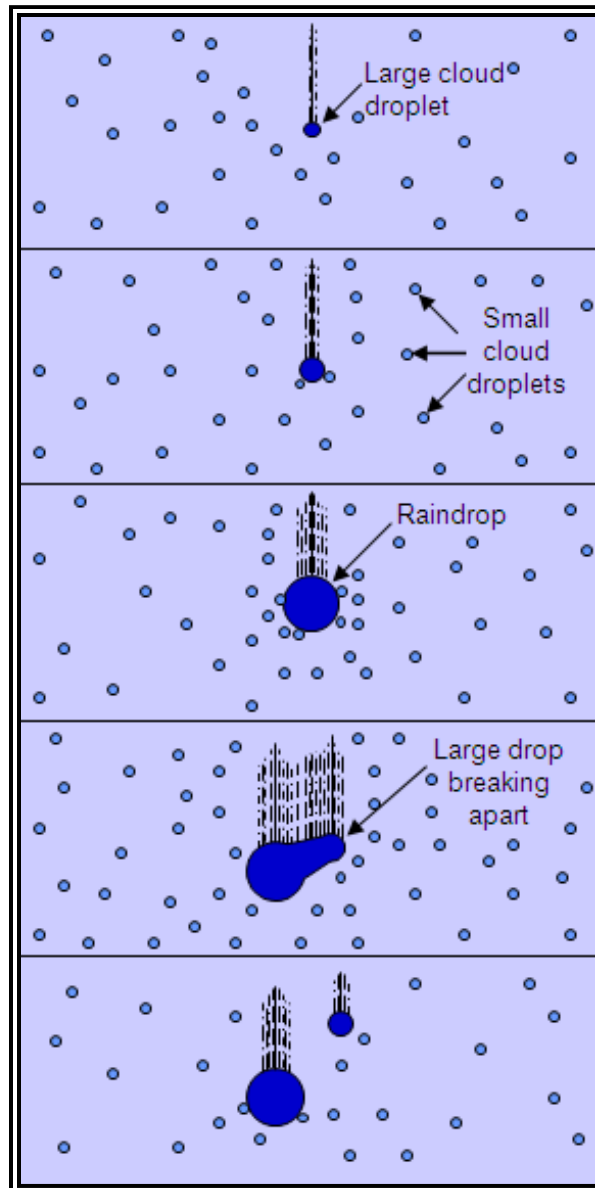 Large cloud
droplet
Small
cloud
droplets
Raindrop
Large drop
breaking
apart